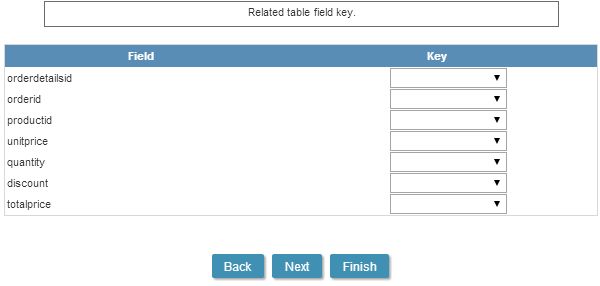 Related table field key.
Field Key
orderdetailsid
orderid
productid
unitprice
quantity
discount
totalprice
Back Next Finish